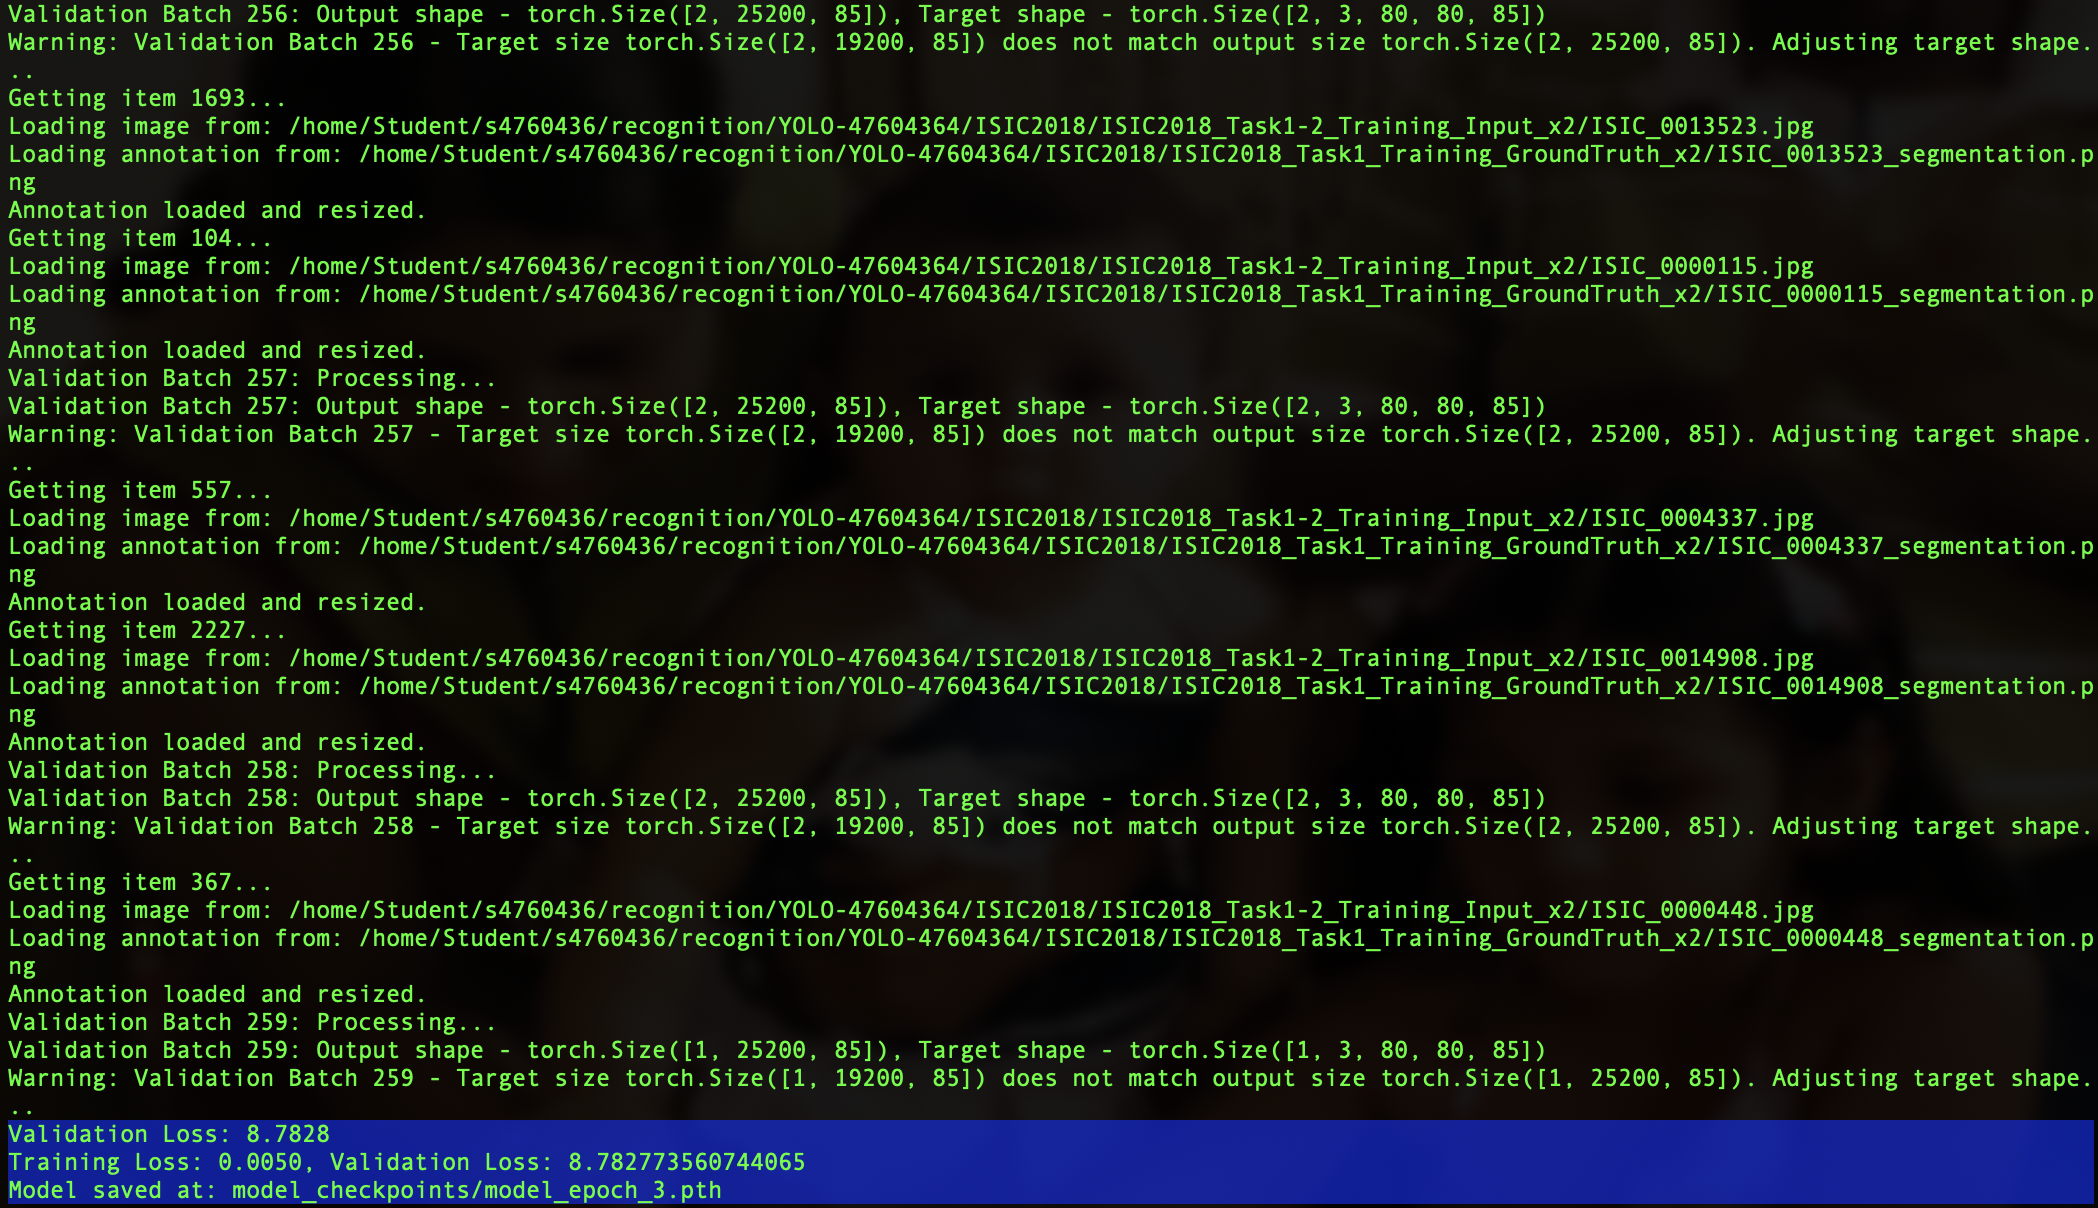 Validation Batch 256: Output shape - torch.Size([2, 25200, 85]), Target shape - torch.Size([2, 3, 80, 80, 85])
Warning: Validation Batch 256 - Target size torch.Size([2, 19200, 85]) does not match output size torch.Size([2, 25200, 85]). Adjusting target shape.
..
Getting item 1693...
Loading image from: /home/Student/s4760436/recognition/YOLO-47604364/ISIC2018/ISIC2018_Task1-2_Training_Input_x2/ISIC_0013523.jpg
Loading annotation from: /home/Student/s4760436/recognition/YOLO-47604364/ISIC2018/ISIC2018_Task1_Training_GroundTruth_x2/ISIC_0013523_segmentation.p
ng
Annotation loaded and resized.
Getting item 104...
Loading image from: /home/Student/s4760436/recognition/YOLO-47604364/ISIC2018/ISIC2018_Task1-2_Training_Input_x2/ISIC_0000115.jpg
Loading annotation from: /home/Student/s4760436/recognition/YOLO-47604364/ISIC2018/ISIC2018_Task1_Training_GroundTruth_x2/ISIC_0000115_segmentation.p
ng
Annotation loaded and resized.
Validation Batch 257: Processing...
Validation Batch 257: Output shape - torch.Size([2, 25200, 85]), Target shape - torch.Size([2, 3, 80, 80, 85])
Warning: Validation Batch 257 - Target size torch.Size([2, 19200, 85]) does not match output size torch.Size([2, 25200, 85]). Adjusting target shape.
..
Getting item 557...
Loading image from: /home/Student/s4760436/recognition/YOLO-47604364/ISIC2018/ISIC2018_Task1-2_Training_Input_x2/ISIC_0004337.jpg
Loading annotation from: /home/Student/s4760436/recognition/YOLO-47604364/ISIC2018/ISIC2018_Task1_Training_GroundTruth_x2/ISIC_0004337_segmentation.p
ng
Annotation loaded and resized.
Getting item 2227...
Loading image from: /home/Student/s4760436/recognition/YOLO-47604364/ISIC2018/ISIC2018_Task1-2_Training_Input_x2/ISIC_0014908.jpg
Loading annotation from: /home/Student/s4760436/recognition/YOLO-47604364/ISIC2018/ISIC2018_Task1_Training_GroundTruth_x2/ISIC_0014908_segmentation.p
ng
Annotation loaded and resized.
Validation Batch 258: Processing...
Validation Batch 258: Output shape - torch.Size([2, 25200, 85]), Target shape - torch.Size([2, 3, 80, 80, 85])
Warning: Validation Batch 258 - Target size torch.Size([2, 19200, 85]) does not match output size torch.Size([2, 25200, 85]). Adjusting target shape.
..
Getting item 367...
Loading image from: /home/Student/s4760436/recognition/YOLO-47604364/ISIC2018/ISIC2018_Task1-2_Training_Input_x2/ISIC_0000448.jpg
Loading annotation from: /home/Student/s4760436/recognition/YOLO-47604364/ISIC2018/ISIC2018_Task1_Training_GroundTruth_x2/ISIC_0000448_segmentation.p
ng
Annotation loaded and resized.
Validation Batch 259: Processing...
Validation Batch 259: Output shape - torch.Size([1, 25200, 85]), Target shape - torch.Size([1, 3, 80, 80, 85])
Warning: Validation Batch 259 - Target size torch.Size([1, 19200, 85]) does not match output size torch.Size([1, 25200, 85]). Adjusting target shape.
..
Validation Loss: 8.7828
Training Loss: 0.0050, Validation Loss: 8.782773560744065
Model saved at: model_checkpoints/model_epoch_3.pth